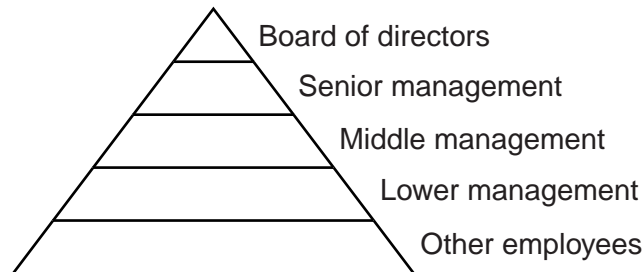 Board of directors
Senior management
Middle management
Lower management
Other employees